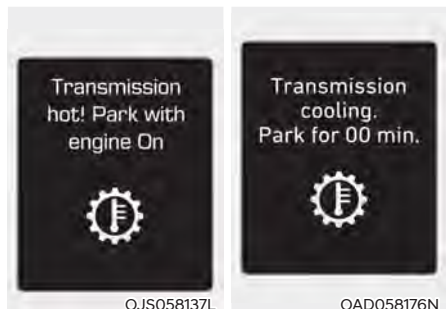 Transmission
hot! Park with
engine On
OJS058137L
Transmission
cooling.
Park for 00 min.
OAD058176N